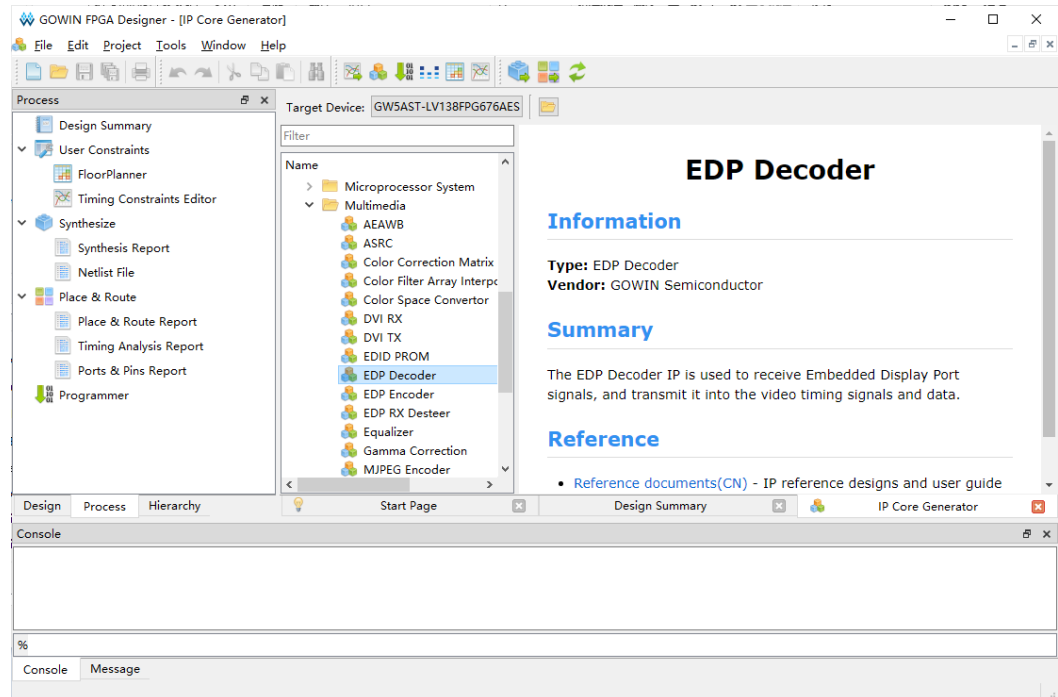 GOWIN FPGA Designer - [IP Core Generator]
File Edit Project Tools Window Help
Process
Design Summary
User Constraints
FloorPlanner
Timing Constraints Editor
Synthesize
Synthesis Report
Netlist File
Place & Route
Place & Route Report
Timing Analysis Report
Ports & Pins Report
Programmer
Design Process Hierarchy
Target Device: GW5AST-LV138FPG676AES
Filter
Name
Microprocessor System
Multimedia
AEAWB
ASRC
Color Correction Matrix
Color Filter Array Interpo
Color Space Convertor
DVI RX
DVI TX
EDID PROM
EDP Decoder
EDP Encoder
EDP RX Desteer
Equalizer
Gamma Correction
MJPEG Encoder
EDP Decoder
Information
Type: EDP Decoder
Vendor: GOWIN Semiconductor
Summary
The EDP Decoder IP is used to receive Embedded Display Port
signals, and transmit it into the video timing signals and data.
Reference
• Reference documents(CN) - IP reference designs and user guide
Start Page Design Summary IP Core Generator
Console
%
Console Message